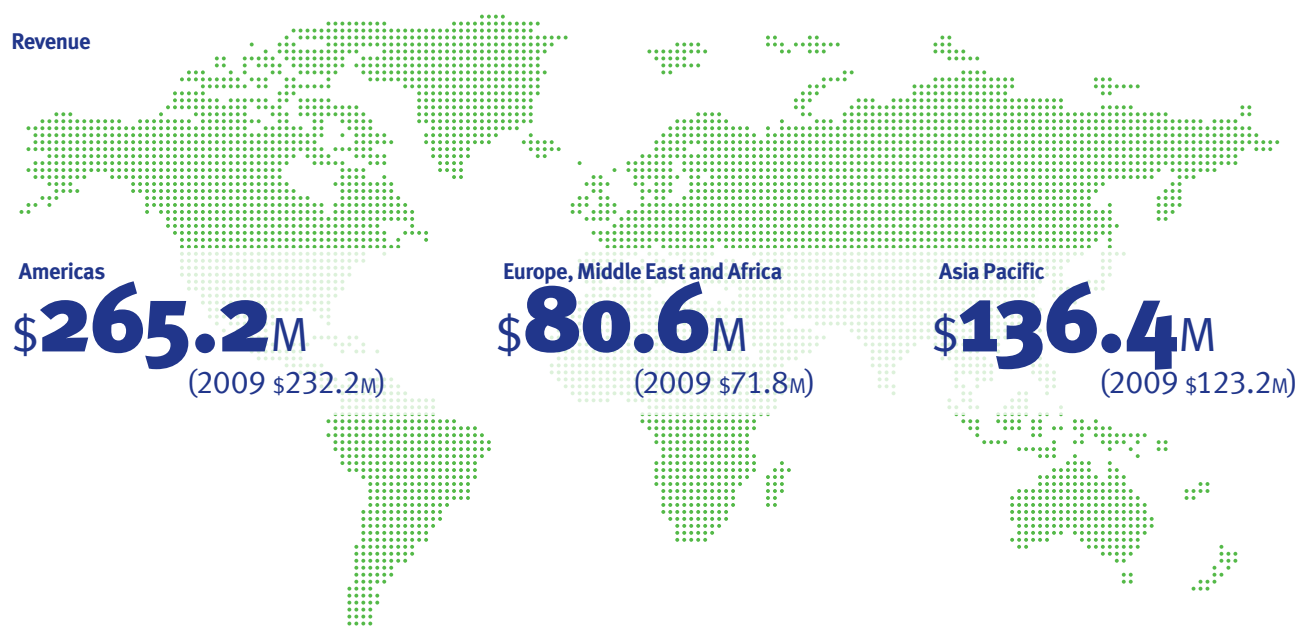 Revenue
Americas
$265.2M
(2009 $232.2M)
Europe, Middle East and Africa
$80.6M
(2009 $71.8M)
Asia Pacific
$136.4M
(2009 $123.2M)